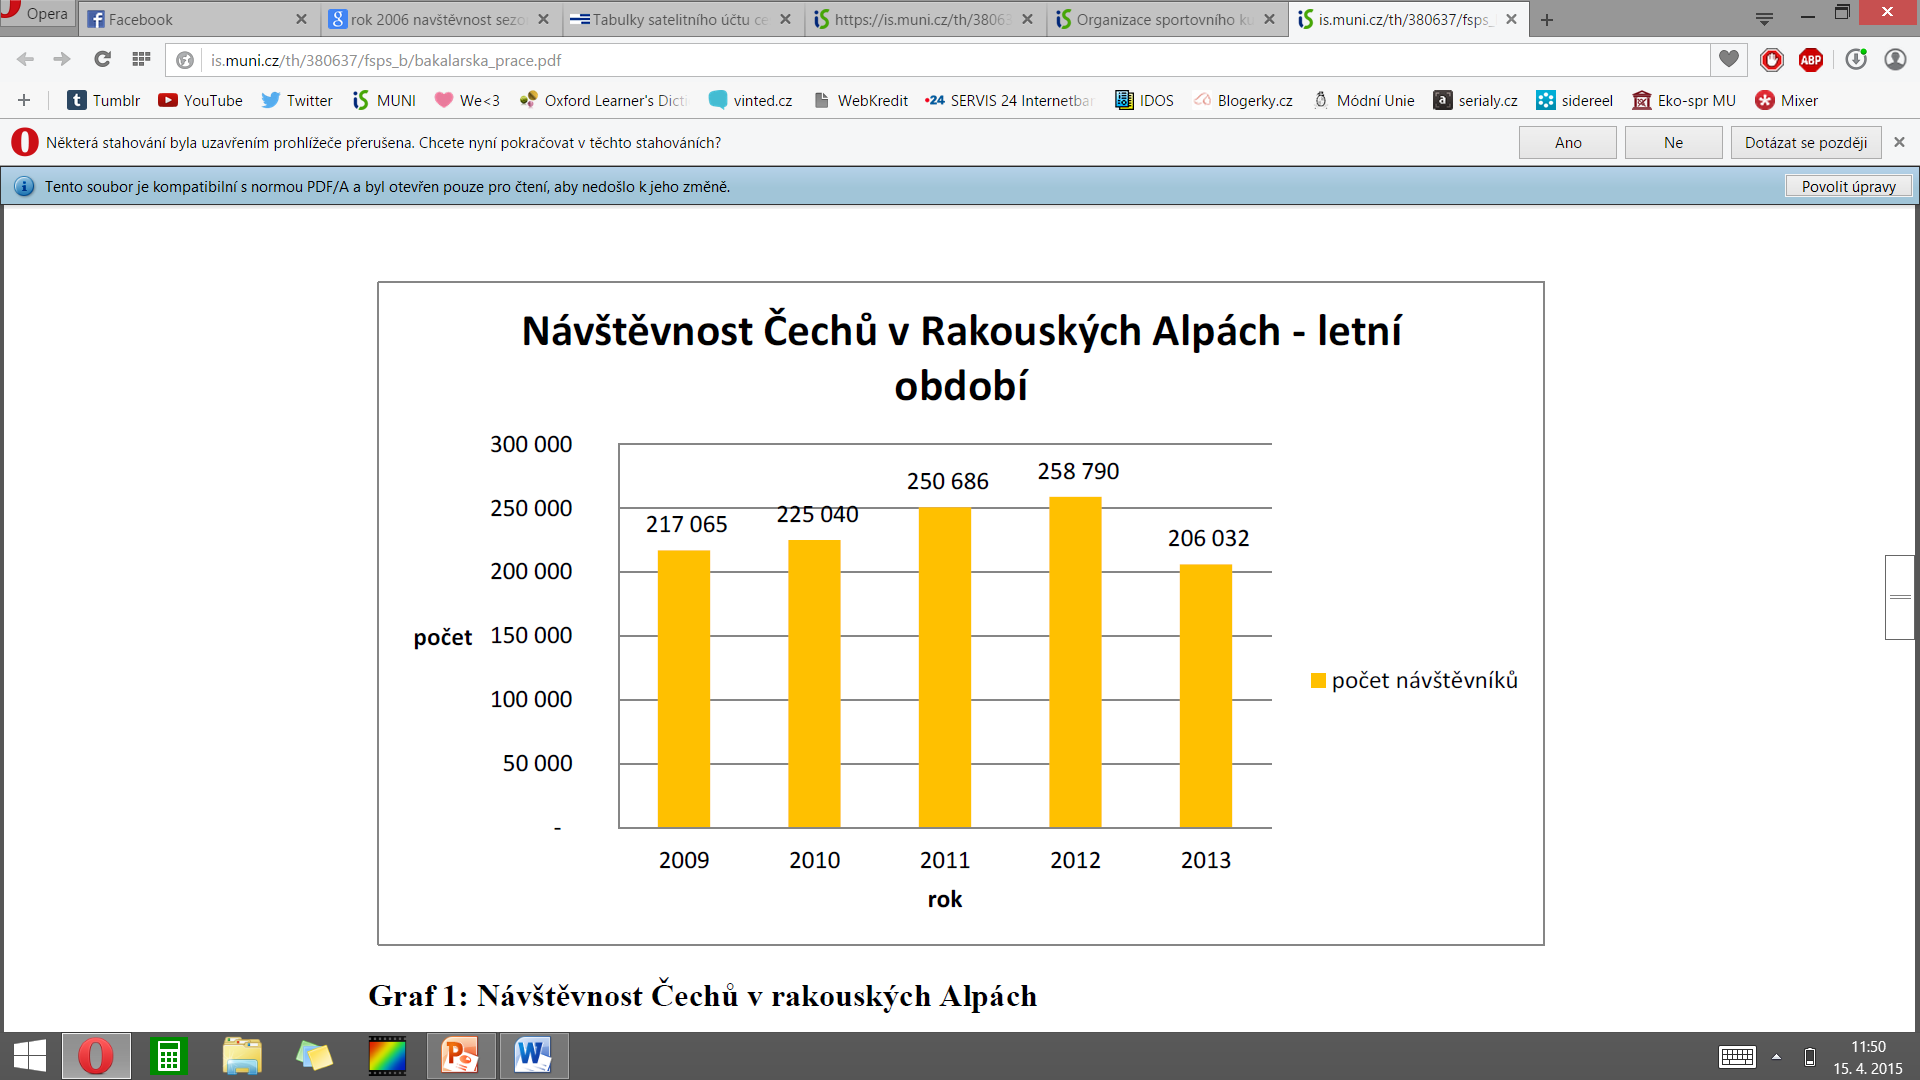 Opera
Facebook
rok 2006 navštěvnost sezo
Tabulky satelitního účtu ce
https://is.muni.cz/th/38063
Organizace sportovního ku
is.muni.cz/th/380637/fsps_
is.muni.cz/th/380637/fsps_b/bakalarska_prace.pdf
ABP
Tumblr
YouTube
Twitter
MUNI
We<3
Oxford Learner's Dicti
vinted.cz
WebKredit
SERVIS 24 Internetbar
IDOS
Blogerky.cz
Módní Unie
serialy.cz
sidereel
Eko-spr MU
Mixer
Některá stahování byla uzavřením prohlížeče přerušena. Chcete nyní pokračovat v těchto stahováních?
Ano
Ne
Dotázat se později
Tento soubor je kompatibilní s normou PDF/A a byl otevřen pouze pro čtení, aby nedošlo k jeho změně.
Povolit úpravy
Návštěvnost Čechů v Rakouských Alpách - letní
období
300 000
250 000
200 000
150 000
100 000
50 000
-
počet
217 065
225 040
250 686
258 790
206 032
počet návštěvníků
2009
2010
2011
2012
2013
rok
Graf 1: Návštěvnost Čechů v rakouských Alpách
11:50
15. 4. 2015